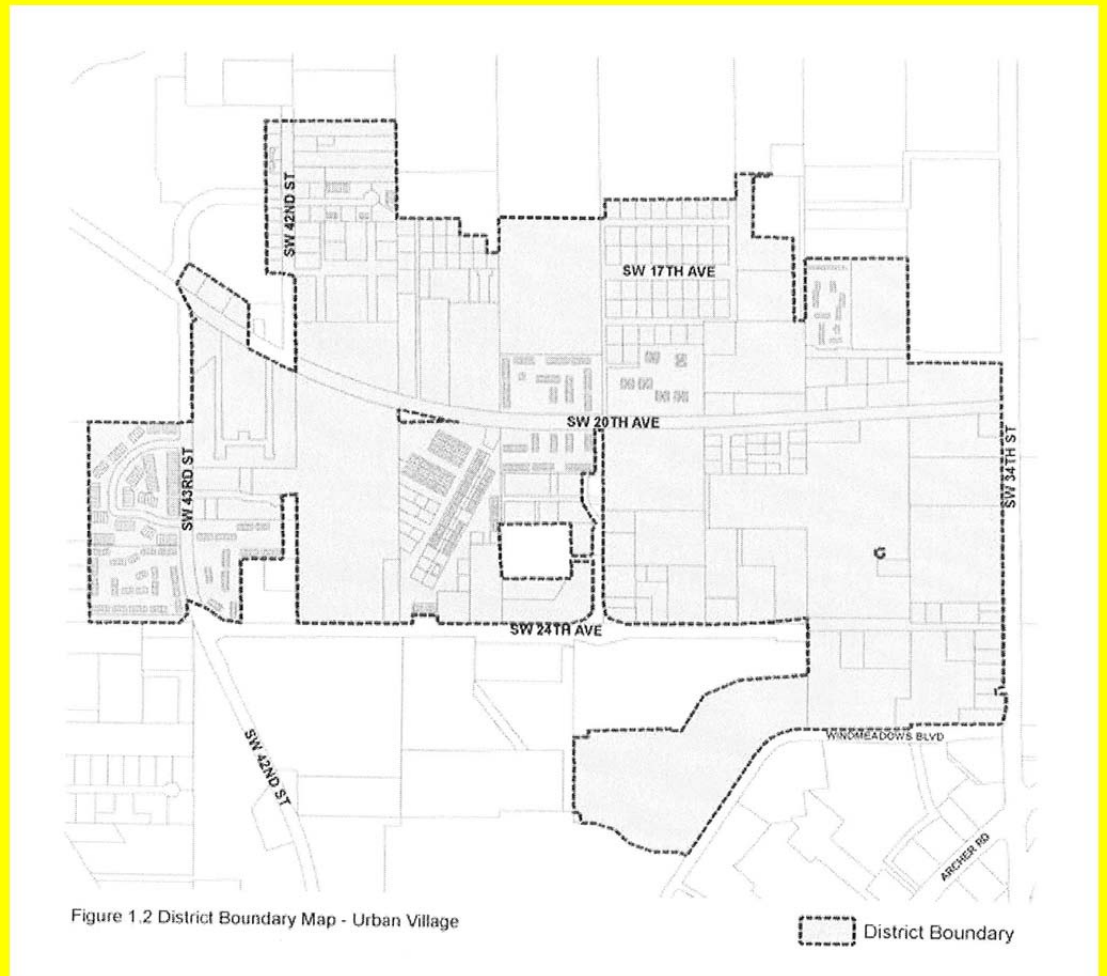 SW 42ND ST
SW 17TH AVE
SW 20TH AVE
SW 43RD ST
SW 34TH ST
G
SW 24TH AVE
WINDMEADOWS BLVD
SW 42ND ST
ARCHER RD
Figure 1.2 District Boundary Map - Urban Village
District Boundary